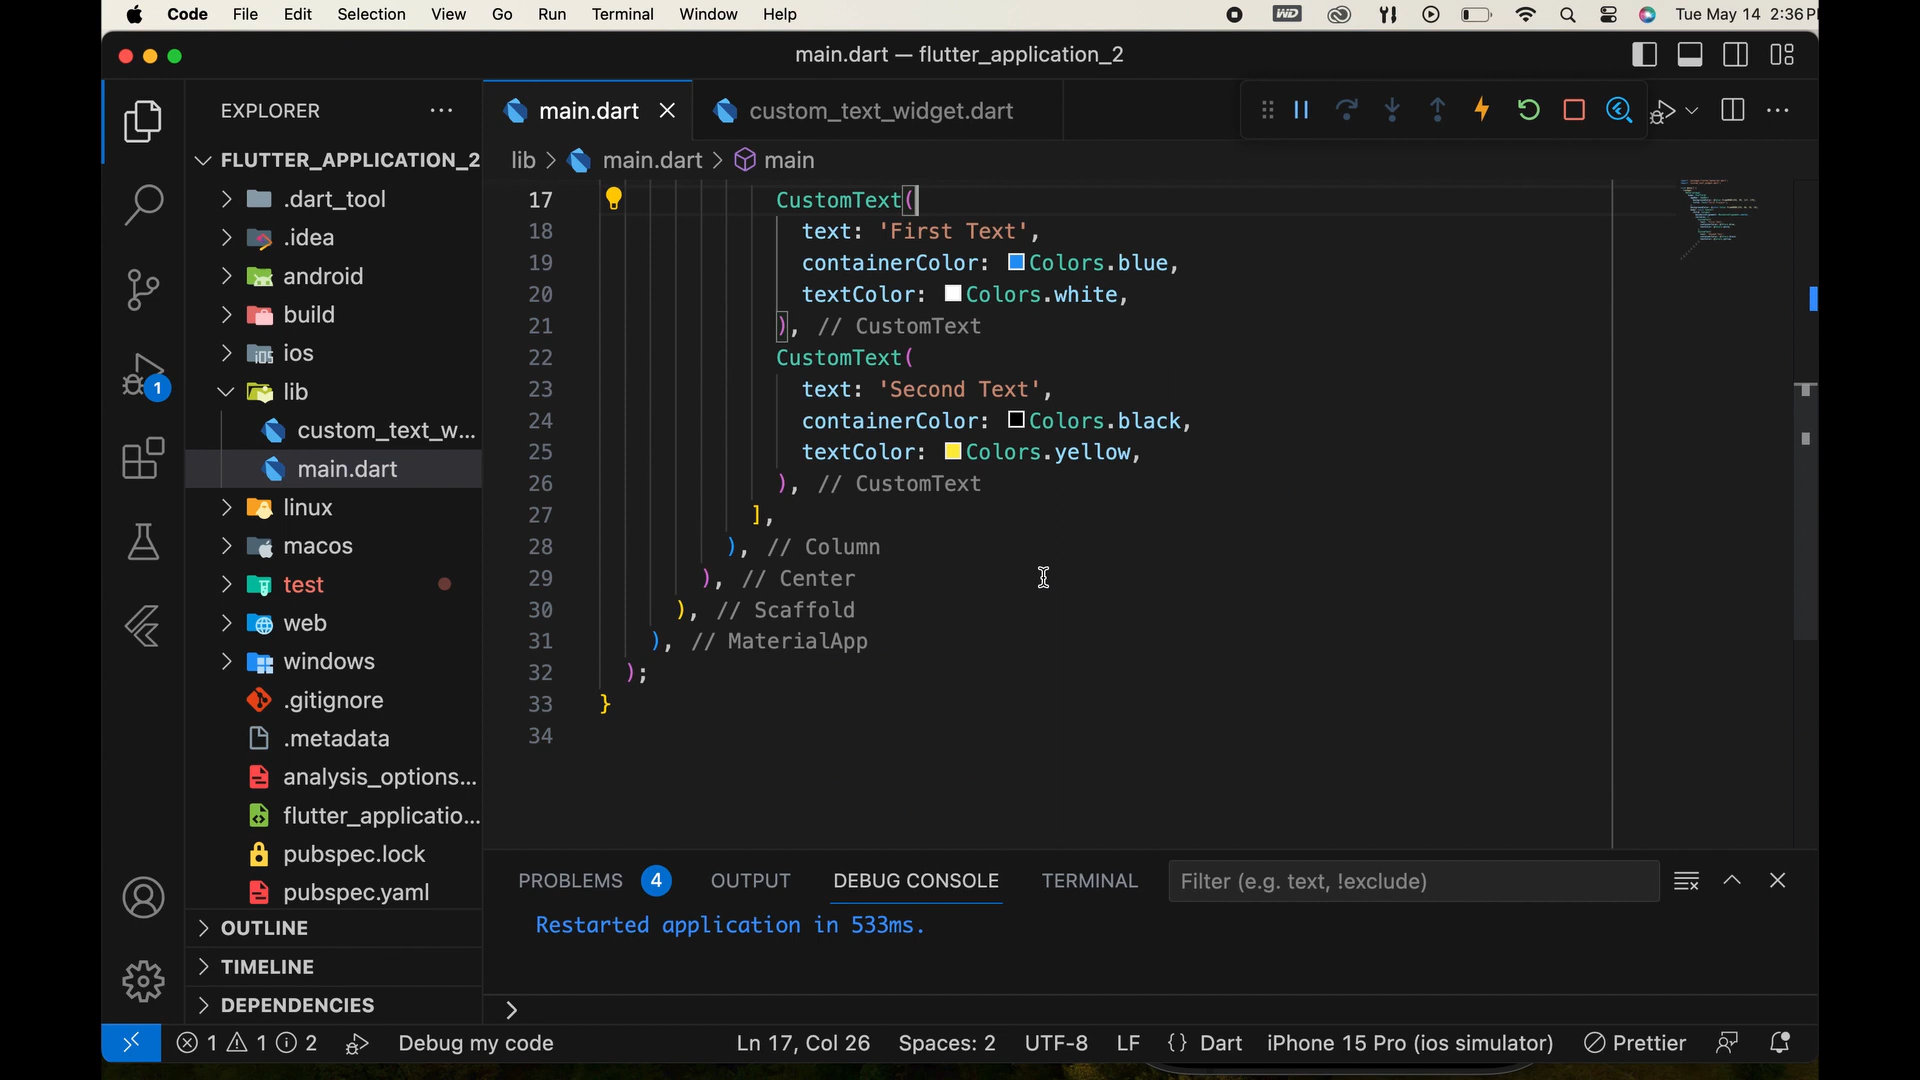 Code File Edit Selection View Go Run Terminal Window Help WD Tue May 14 2:36 P
main.dart — flutter_application_2
EXPLORER
FLUTTER_APPLICATION_2
.dart_tool
.idea
android
build
ios
lib
custom_text_w...
main.dart
linux
macos
test
web
windows
.gitignore
.metadata
analysis_options...
flutter_applicatio...
pubspec.lock
pubspec.yaml
OUTLINE
TIMELINE
DEPENDENCIES
1
main.dart custom_text_widget.dart
lib > main.dart > main
17 CustomText(
18 text: 'First Text',
19 containerColor: Colors.blue,
20 textColor: Colors.white,
21 ), // CustomText
22 CustomText(
23 text: 'Second Text',
24 containerColor: Colors.black,
25 textColor: Colors.yellow,
26 ), // CustomText
27 ],
28 ), // Column
29 ), // Center
30 ), // Scaffold
31 ), // MaterialApp
32 );
33 }
34
PROBLEMS 4 OUTPUT DEBUG CONSOLE TERMINAL Filter (e.g. text, !exclude)
Restarted application in 533ms.
>
1 1 2 Debug my code Ln 17, Col 26 Spaces: 2 UTF-8 LF {} Dart iPhone 15 Pro (ios simulator) Prettier